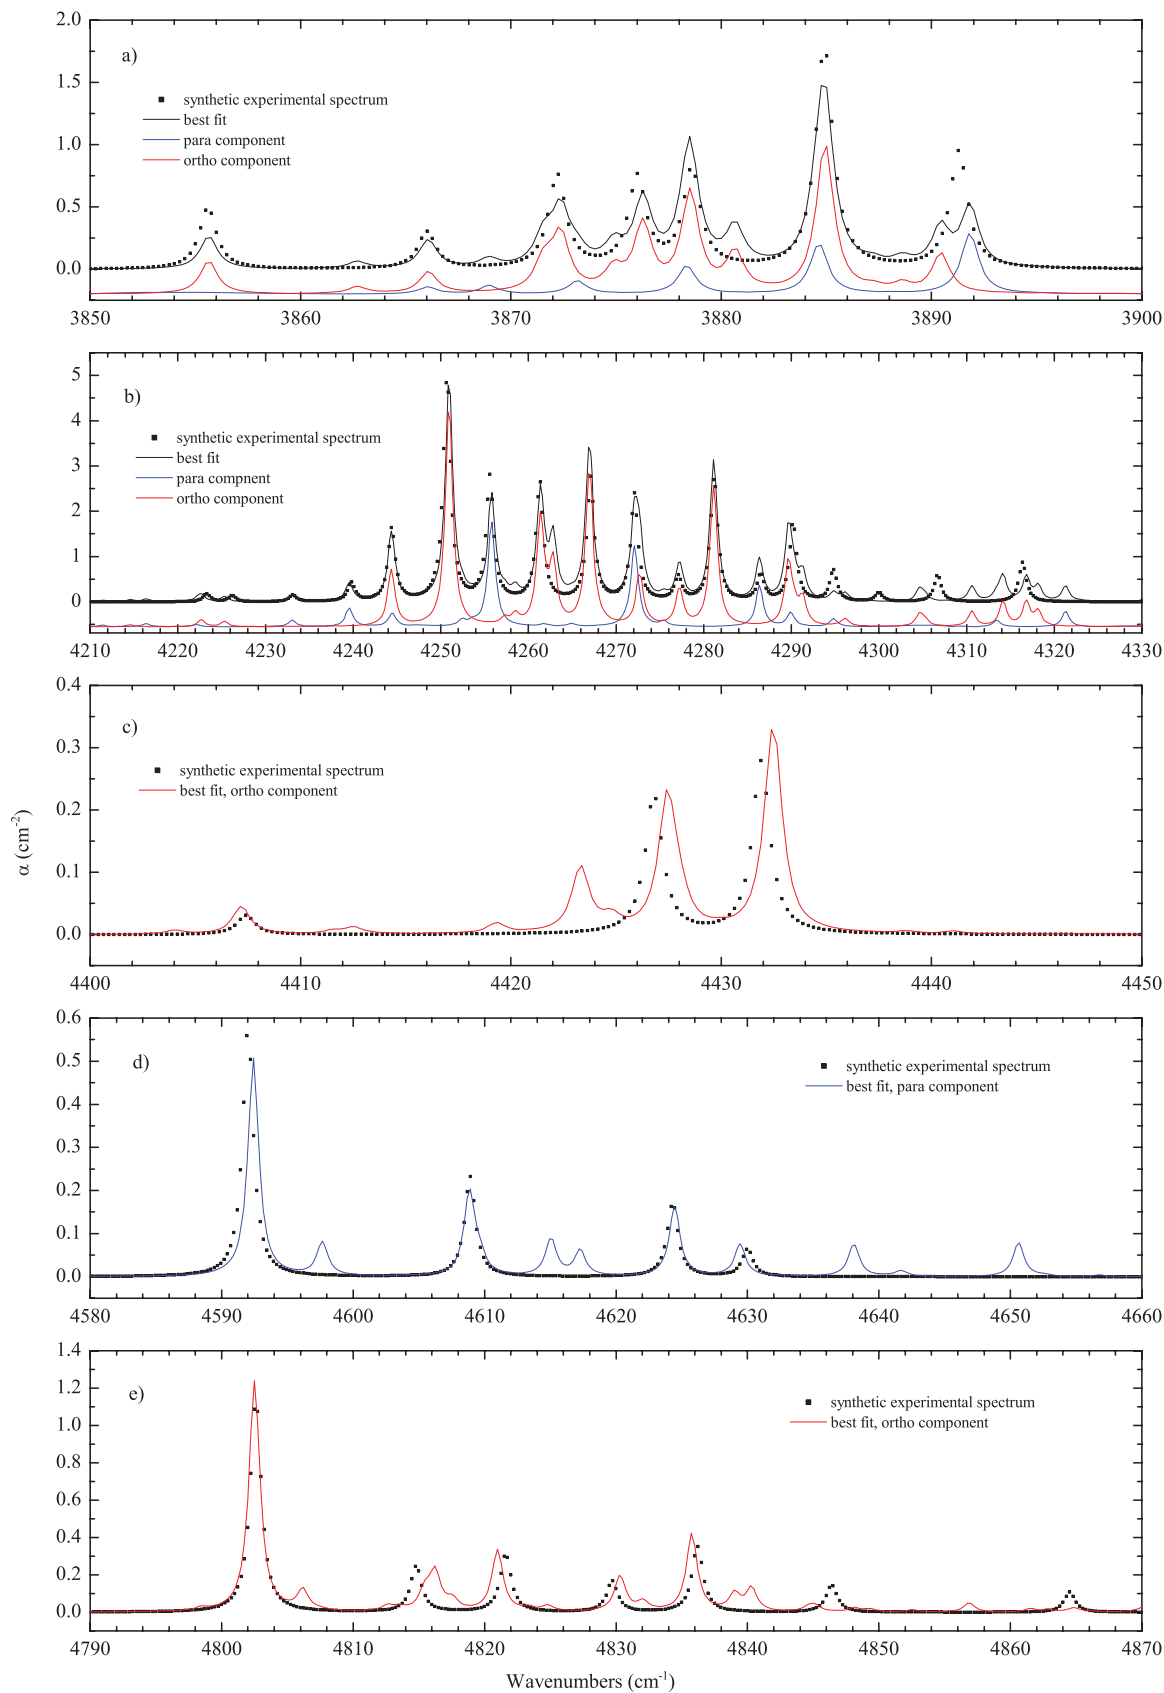 2.0
a)
1.5
synthetic experimental spectrum
best fit
1.0
para component
ortho component
0.5
0.0
3850 3860 3870 3880 3890 3900
5
b)
4
synthetic experimental spectrum
best fit
3
para compnent
ortho component
2
1
0
4210 4220 4230 4240 4250 4260 4270 4280 4290 4300 4310 4320 4330
0.4
c)
0.3
synthetic experimental spectrum
best fit, ortho component
0.2
0.1
0.0
4400 4410 4420 4430 4440 4450
α (cm-2)
0.6
d)
synthetic experimental spectrum
best fit, para component
0.5
0.4
0.3
0.2
0.1
0.0
4580 4590 4600 4610 4620 4630 4640 4650 4660
1.4
e)
1.2
synthetic experimental spectrum
best fit, ortho component
1.0
0.8
0.6
0.4
0.2
0.0
4790 4800 4810 4820 4830 4840 4850 4860 4870
Wavenumbers (cm-1)